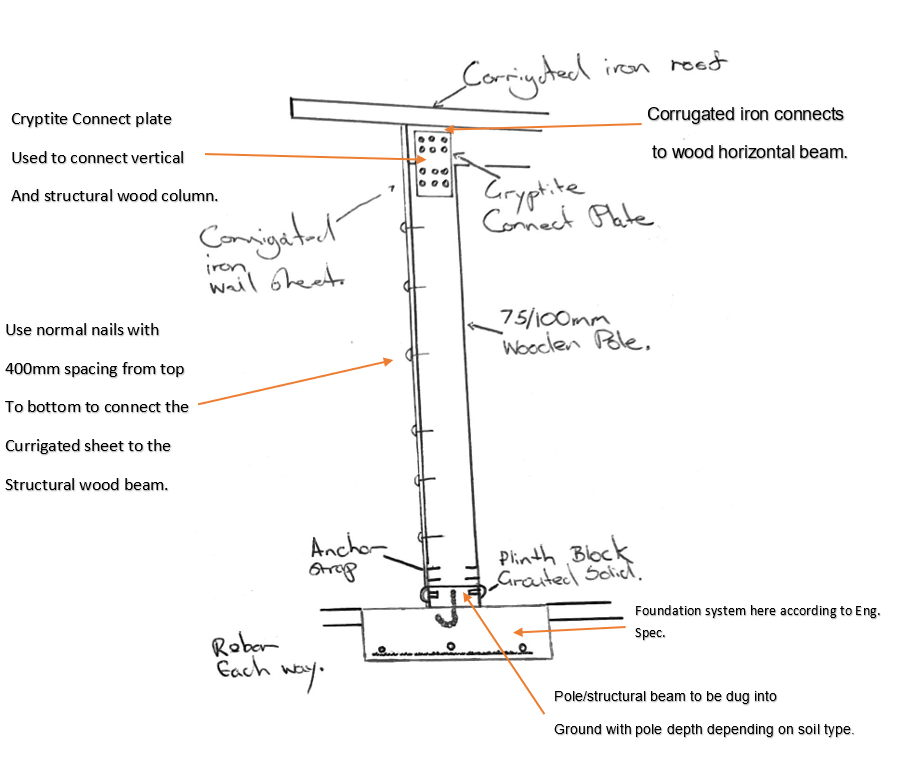 Corrigated iron roof
Cryptite Connect plate
Used to connect vertical
And structural wood column.
Corrugated iron connects
to wood horizontal beam.
Cryptite
Connect Plate
Corrigated
iron
wall sheet.
75/100mm
Wooden Pole.
Use normal nails with
400mm spacing from top
To bottom to connect the
Currigated sheet to the
Structural wood beam.
Anchor
Strap
Plinth Block
Grouted Solid.
Foundation system here according to Eng.
Spec.
Rebar
Each way.
Pole/structural beam to be dug into
Ground with pole depth depending on soil type.